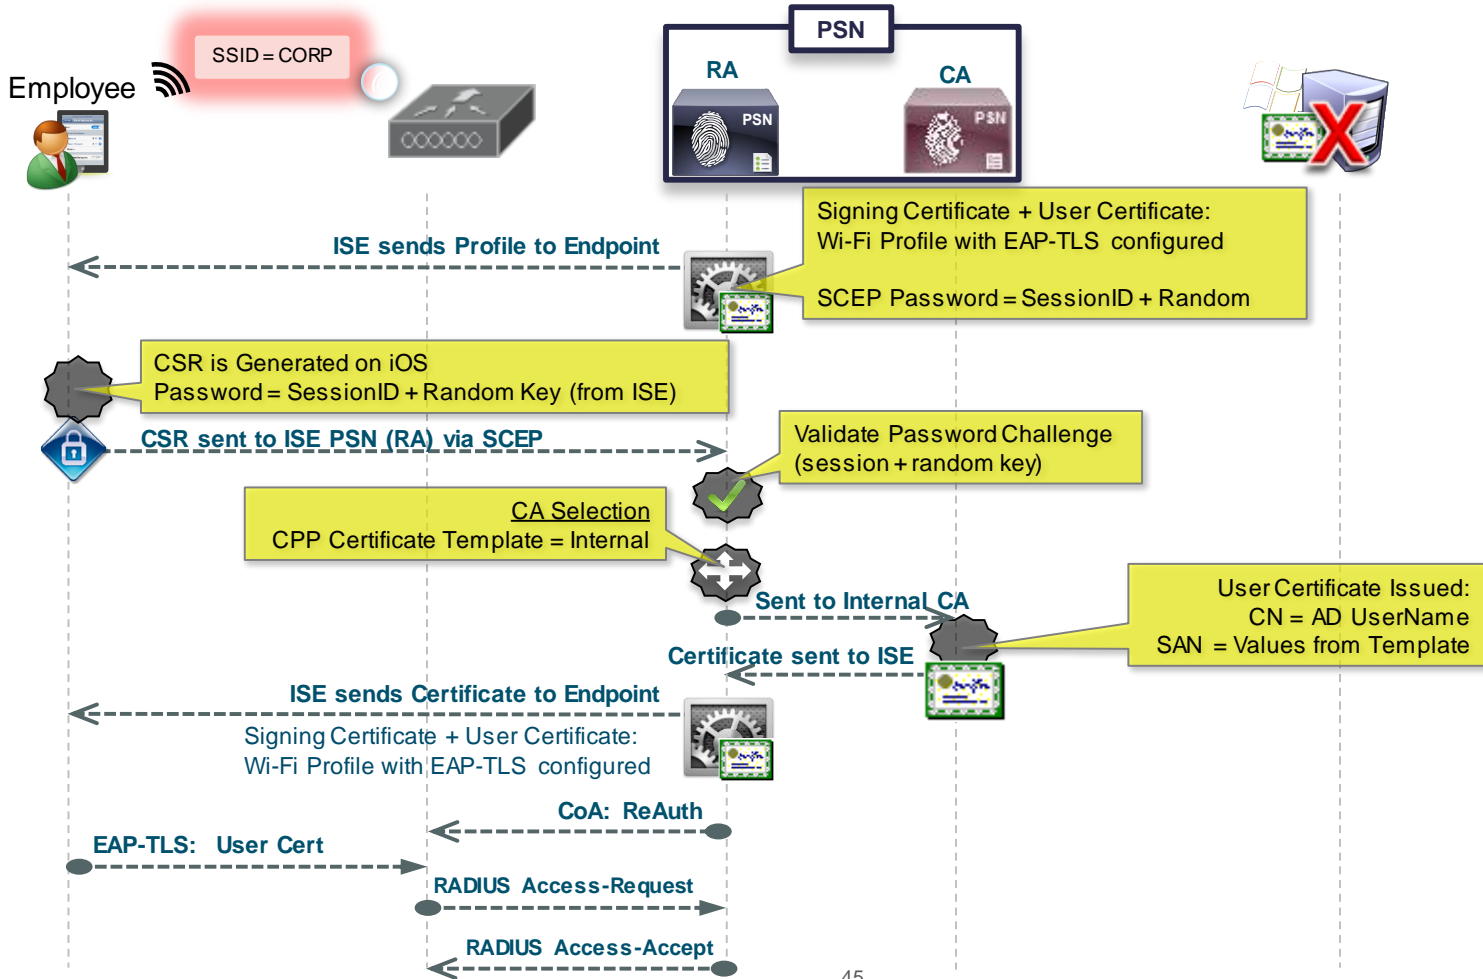 PSN
SSID = CORP
RA
CA
Employee
PSN
PSN
Signing Certificate + User Certificate:
Wi-Fi Profile with EAP-TLS configured
SCEP Password = SessionID + Random
ISE sends Profile to Endpoint
CSR is Generated on iOS
Password = SessionID + Random Key (from ISE)
CSR sent to ISE PSN (RA) via SCEP
Validate Password Challenge
(session + random key)
CA Selection
CPP Certificate Template = Internal
Sent to Internal CA
User Certificate Issued:
CN = AD UserName
SAN = Values from Template
Certificate sent to ISE
ISE sends Certificate to Endpoint
Signing Certificate + User Certificate:
Wi-Fi Profile with EAP-TLS configured
CoA: ReAuth
EAP-TLS: User Cert
RADIUS Access-Request
RADIUS Access-Accept
45